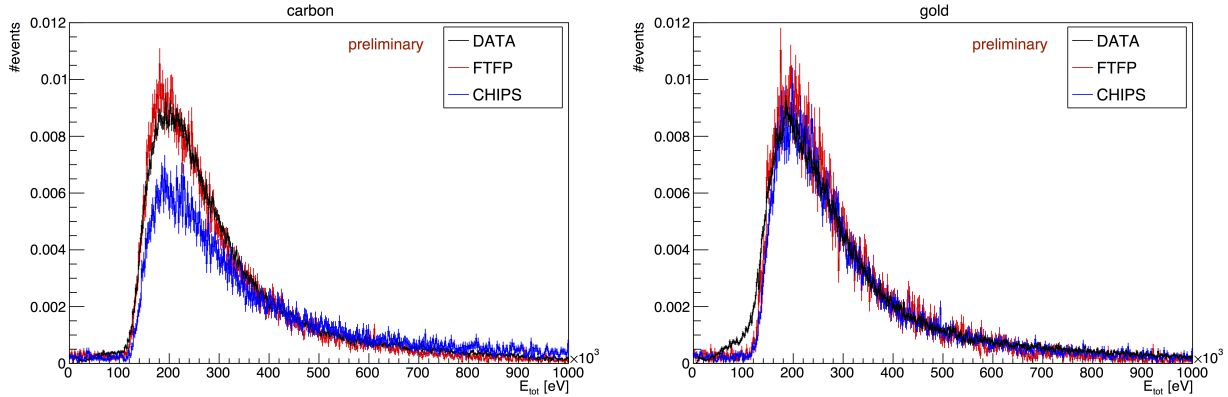 carbon
#events
0.012
0.01
0.008
0.006
0.004
0.002
0
preliminary
DATA
FTFP
CHIPS
0 100 200 300 400 500 600 700 800 900 1000
×10³
E_tot [eV]
gold
#events
0.012
0.01
0.008
0.006
0.004
0.002
0
preliminary
DATA
FTFP
CHIPS
0 100 200 300 400 500 600 700 800 900 1000
×10³
E_tot [eV]